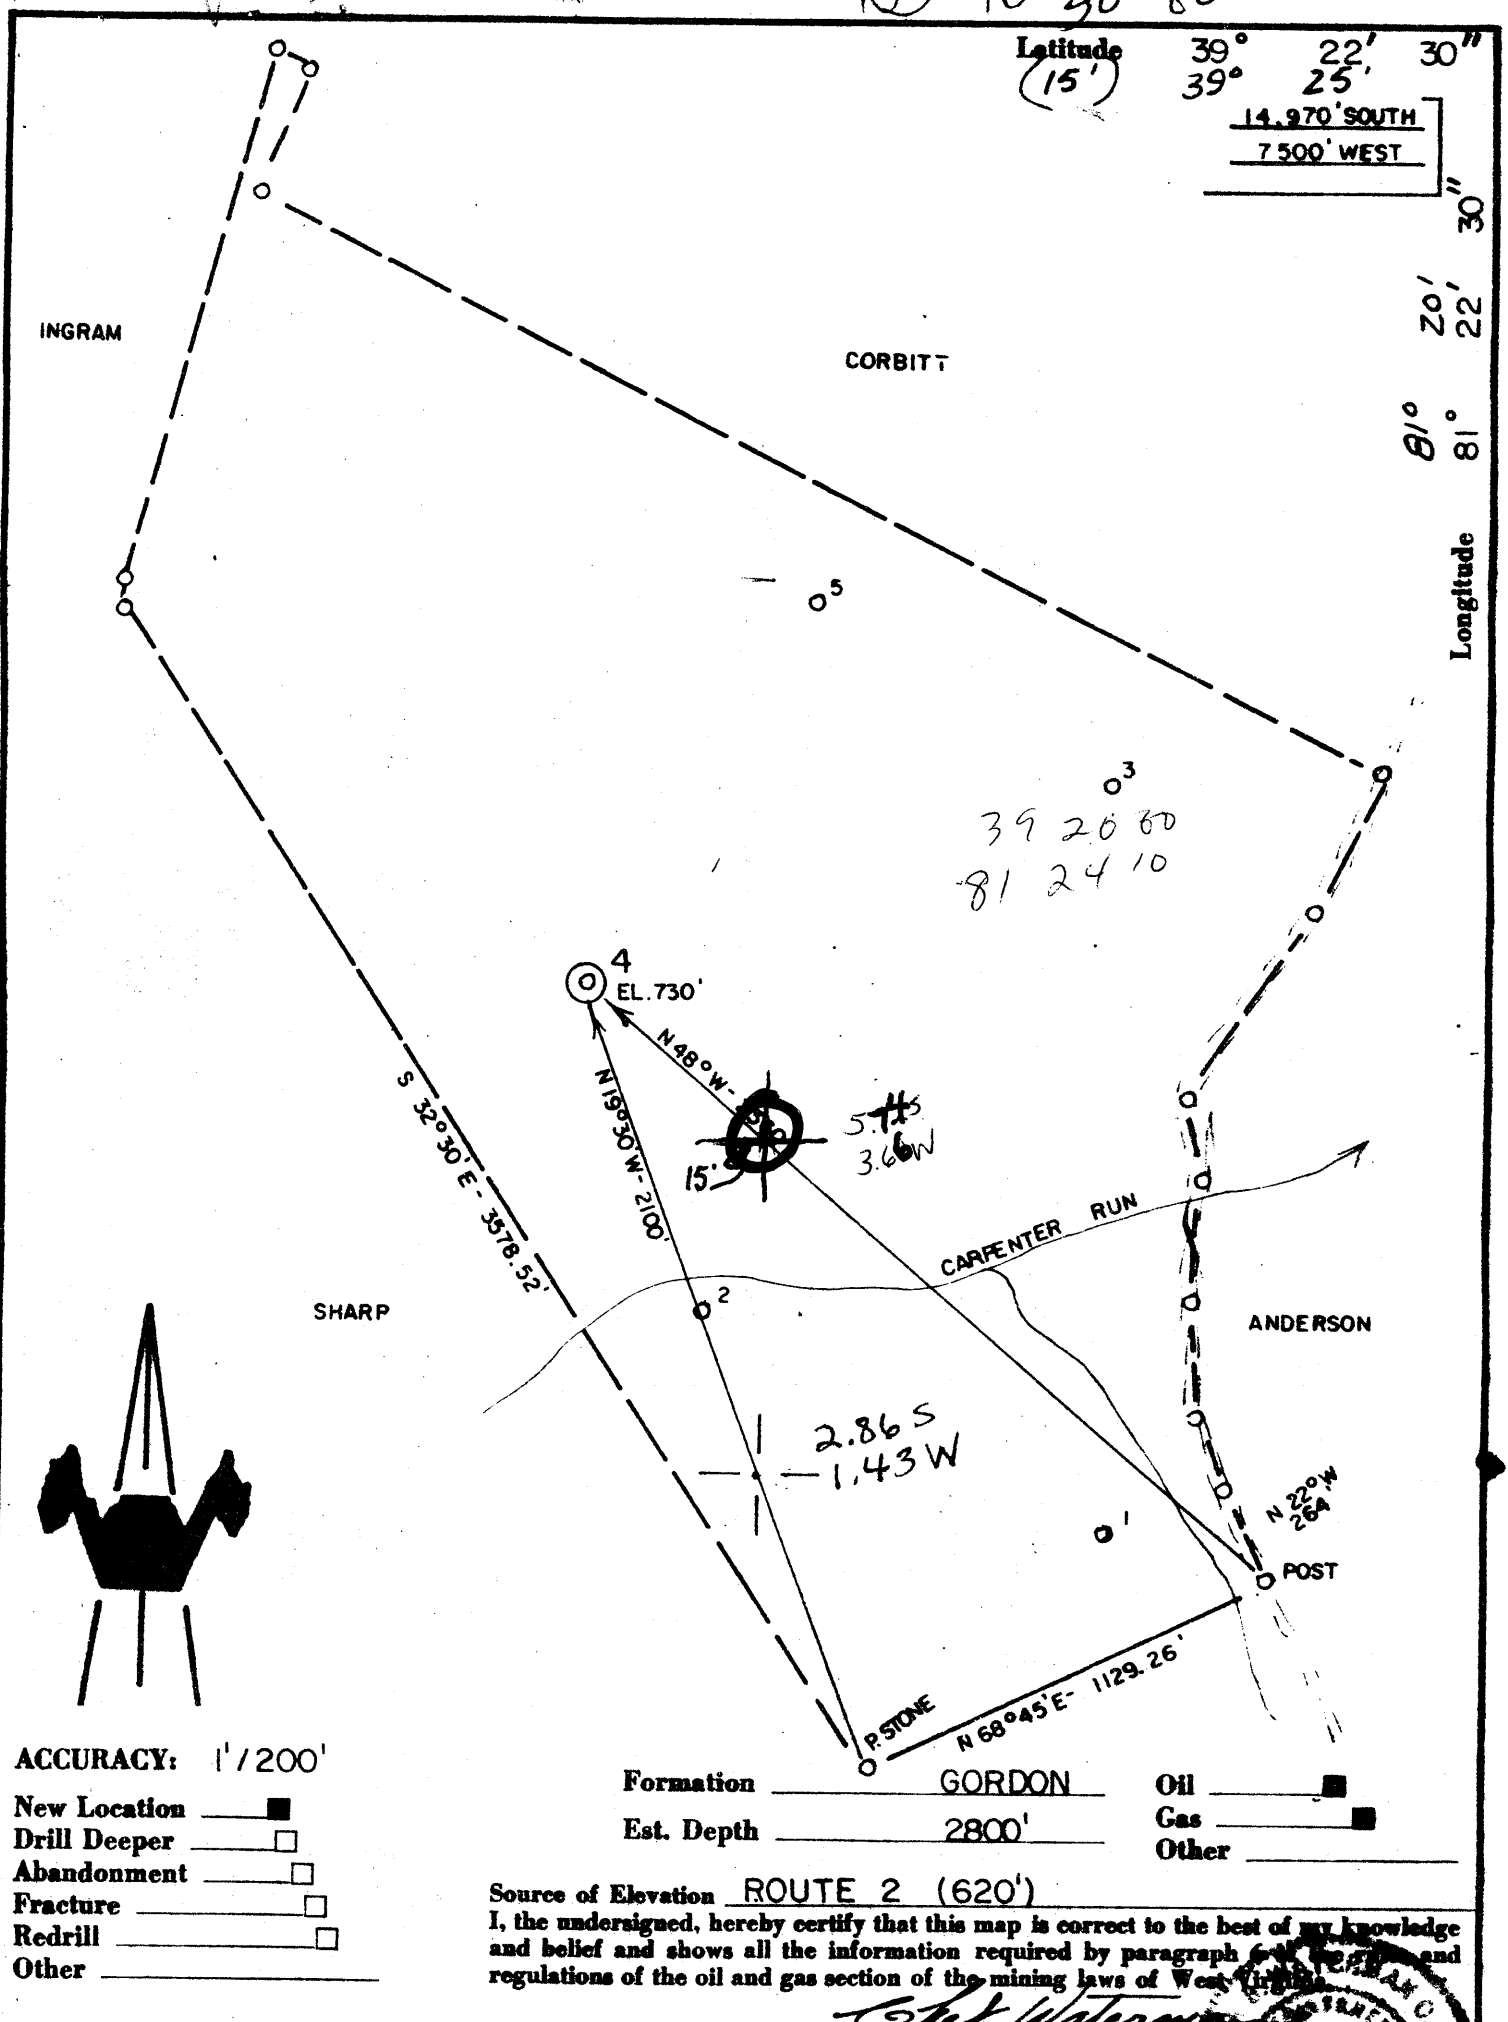 Latitude 39° 22' 30"
(15') 39° 25'
14,970' SOUTH
7500' WEST
Longitude 81° 22' 30"
81° 20'
INGRAM
CORBITT
5
3
39 20 00
81 24 10
4
EL. 730'
N 48° W-
N 19° 30' W- 2100'
S 32° 30' E - 3578.52'
15'
3.66W
CARPENTER RUN
2
SHARP
ANDERSON
2.86 S
1.43 W
1
N 22° W
264'
POST
P. STONE
N 68° 45' E- 1129.26'
ACCURACY: 1'/200'
New Location
Drill Deeper
Abandonment
Fracture
Redrill
Other
Formation GORDON
Est. Depth 2800'
Oil
Gas
Other
Source of Elevation ROUTE 2 (620')
I, the undersigned, hereby certify that this map is correct to the best of my knowledge
and belief and shows all the information required by paragraph and
regulations of the oil and gas section of the mining laws of West Virginia.